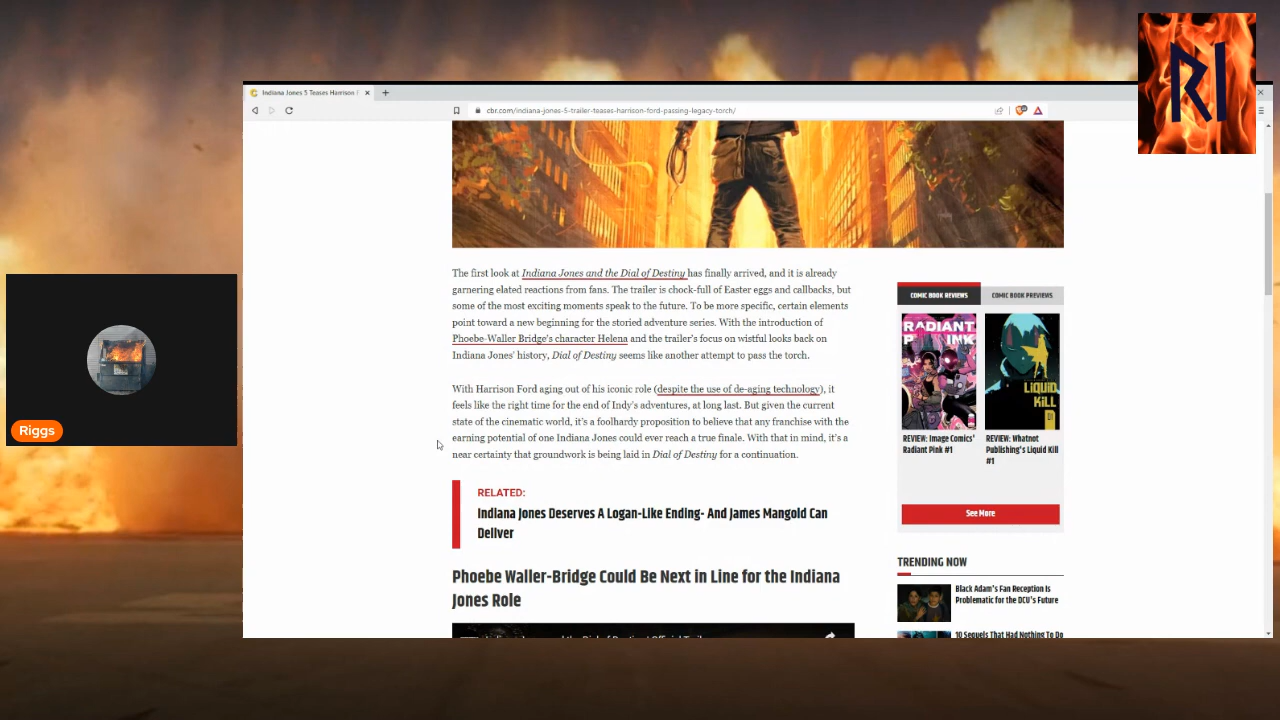 RI
Indiana Jones 5 Teases Harrison
cbr.com/indiana-jones-5-trailer-teases-harrison-ford-passing-legacy-torch/
The first look at Indiana Jones and the Dial of Destiny has finally arrived, and it is already
garnering elated reactions from fans. The trailer is chock-full of Easter eggs and callbacks, but
some of the most exciting moments speak to the future. To be more specific, certain elements
point toward a new beginning for the storied adventure series. With the introduction of
Phoebe-Waller Bridge's character Helena and the trailer's focus on wistful looks back on
Indiana Jones' history, Dial of Destiny seems like another attempt to pass the torch.
With Harrison Ford aging out of his iconic role (despite the use of de-aging technology), it
feels like the right time for the end of Indy's adventures, at long last. But given the current
state of the cinematic world, it's a foolhardy proposition to believe that any franchise with the
earning potential of one Indiana Jones could ever reach a true finale. With that in mind, it's a
near certainty that groundwork is being laid in Dial of Destiny for a continuation.
RELATED:
Indiana Jones Deserves A Logan-Like Ending- And James Mangold Can
Deliver
Phoebe Waller-Bridge Could Be Next in Line for the Indiana
Jones Role
COMIC BOOK REVIEWS
COMIC BOOK PREVIEWS
RADIANT
LIQUID
KILL
REVIEW: Image Comics'
Radiant Pink #1
REVIEW: Whatnot
Publishing's Liquid Kill
#1
See More
TRENDING NOW
Black Adam's Fan Reception Is
Problematic for the DCU's Future
10 Sequels That Had Nothing To Do
Riggs